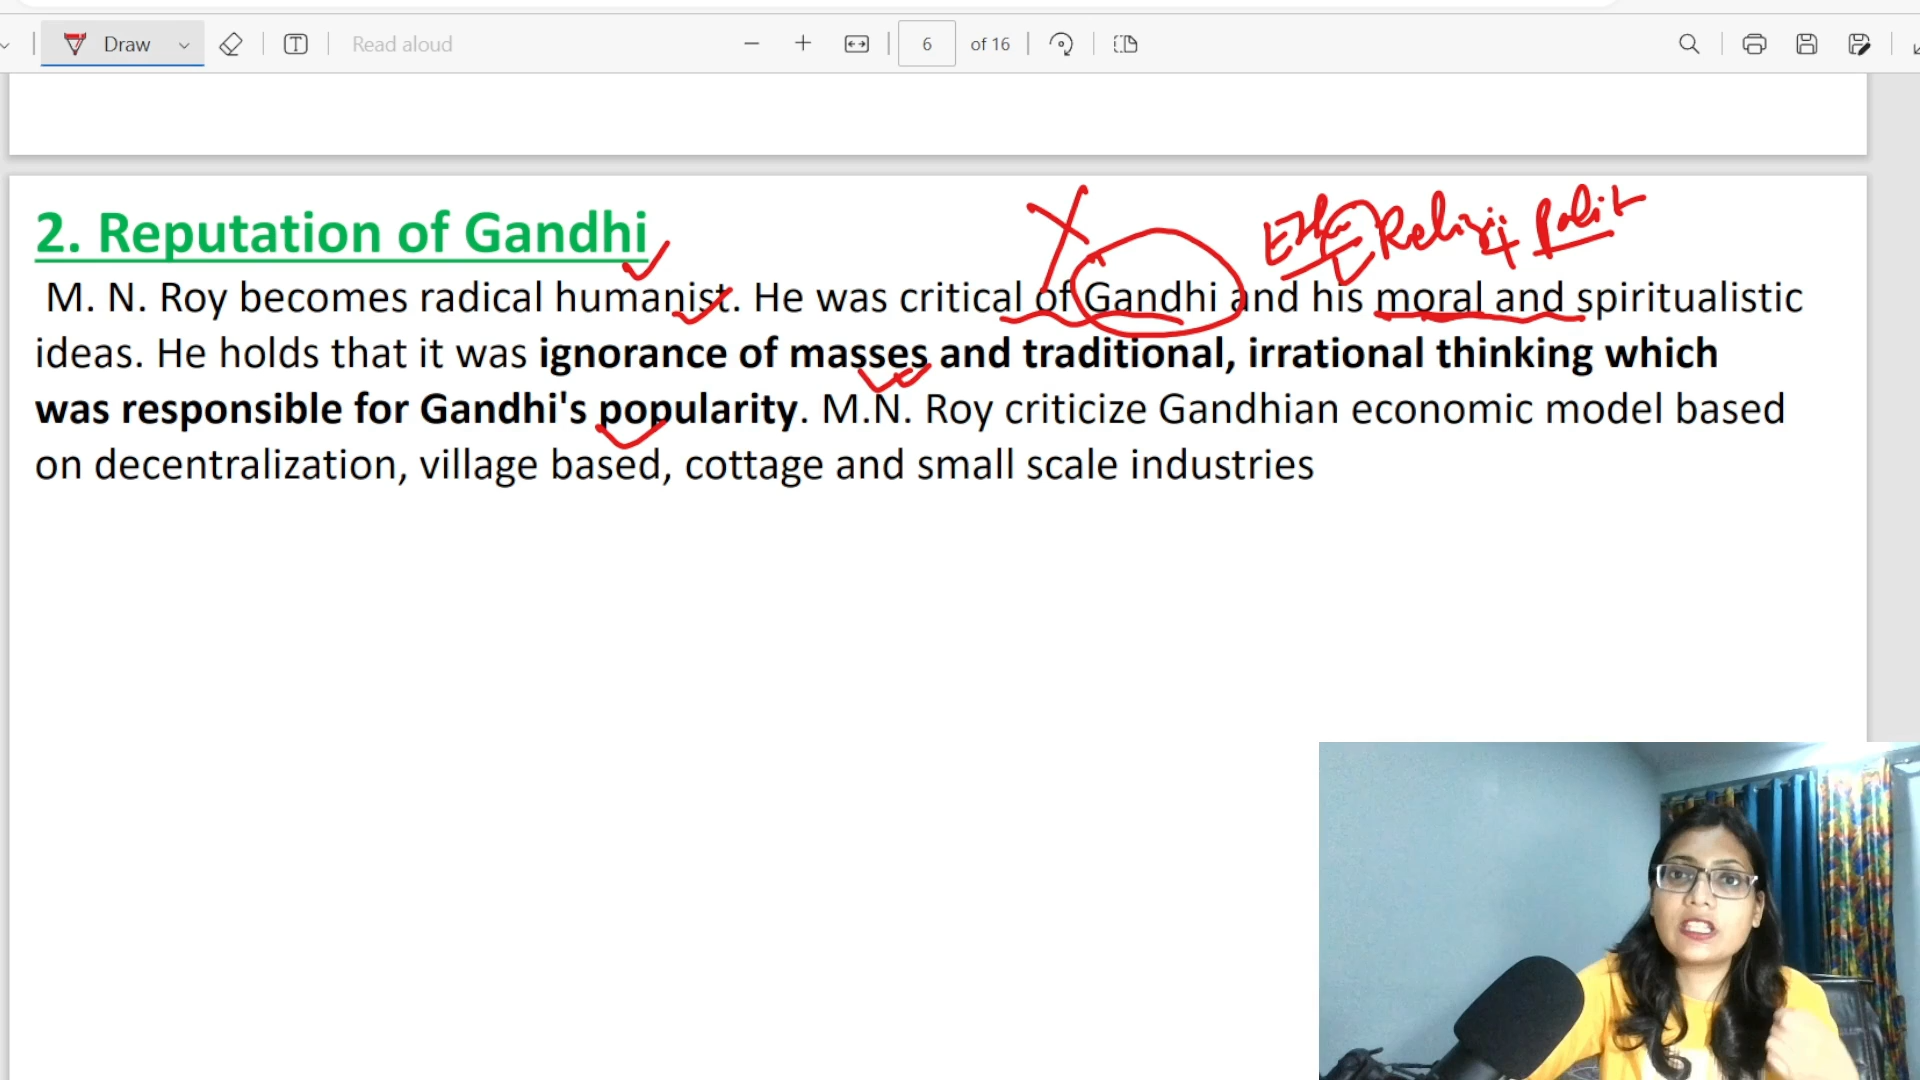 Draw
Read aloud
6 of 16
2. Reputation of Gandhi
M. N. Roy becomes radical humanist. He was critical of Gandhi and his moral and spiritualistic
ideas. He holds that it was ignorance of masses and traditional, irrational thinking which
was responsible for Gandhi's popularity. M.N. Roy criticize Gandhian economic model based
on decentralization, village based, cottage and small scale industries